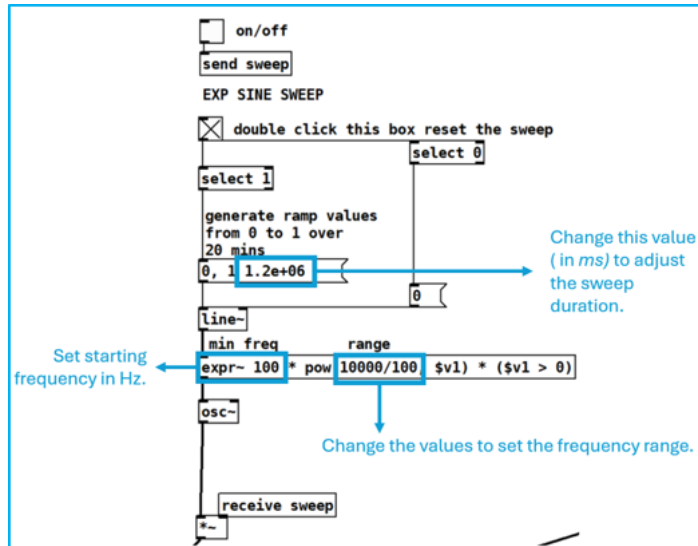 on/off
send sweep
EXP SINE SWEEP
double click this box reset the sweep
select 0
select 1
generate ramp values
from 0 to 1 over
20 mins
0, 1 1.2e+06
Change this value
( in ms) to adjust
the sweep
duration.
0
line~
min freq
range
Set starting
frequency in Hz.
expr~ 100 * pow 10000/100, $v1) * ($v1 > 0)
osc~
Change the values to set the frequency range.
receive sweep
*~